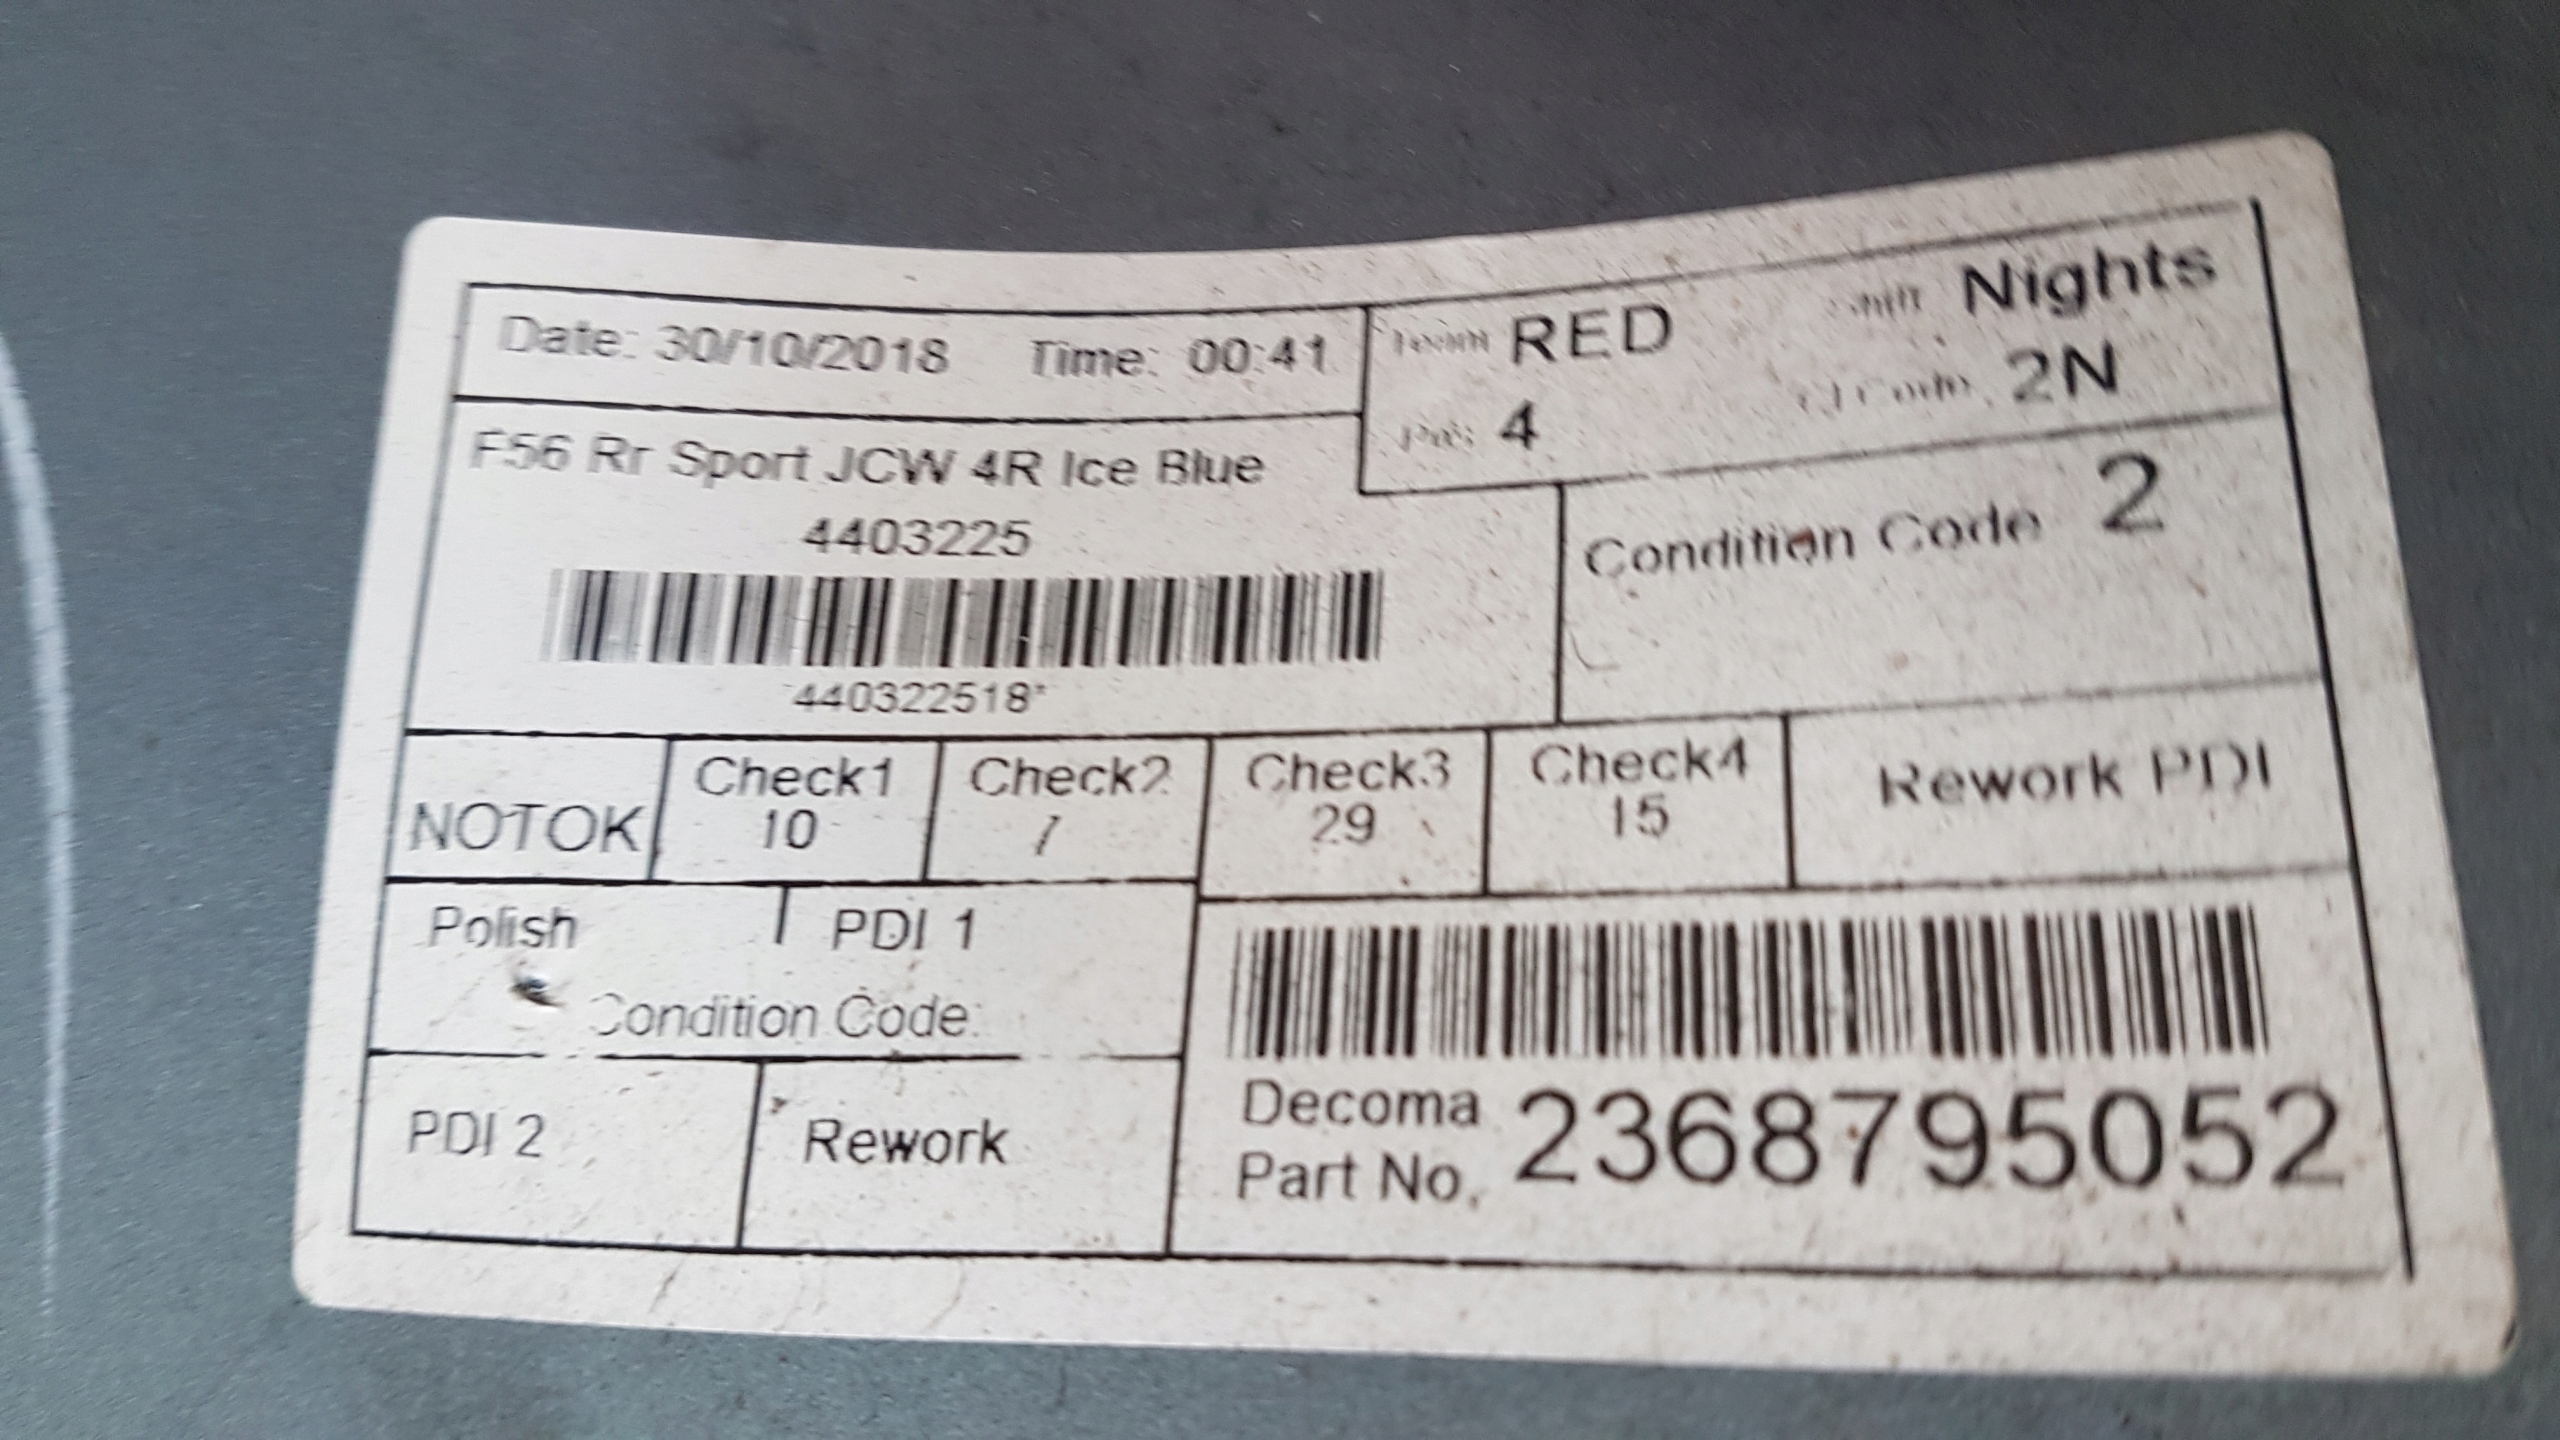 Date: 30/10/2018 Time: 00:41
Team RED Shift Nights
4 2N
F56 Rr Sport JCW 4R Ice Blue
4403225
Condition Code 2
*440322518*
NOTOK
Check1
10
Check2
Check3
29
Check4
15
Rework PDI
Polish
PDI 1
Condition Code:
PDI 2
Rework
Decoma
Part No.
2368795052